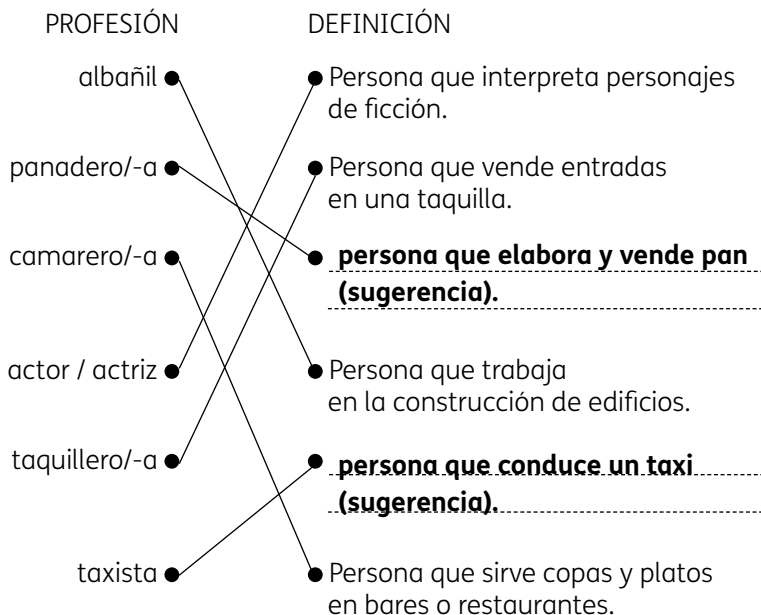 PROFESIÓN DEFINICIÓN
albañil Persona que interpreta personajes
de ficción.
panadero/-a Persona que vende entradas
en una taquilla.
camarero/-a persona que elabora y vende pan
(sugerencia).
actor / actriz Persona que trabaja
en la construcción de edificios.
taquillero/-a persona que conduce un taxi
(sugerencia).
taxista Persona que sirve copas y platos
en bares o restaurantes.